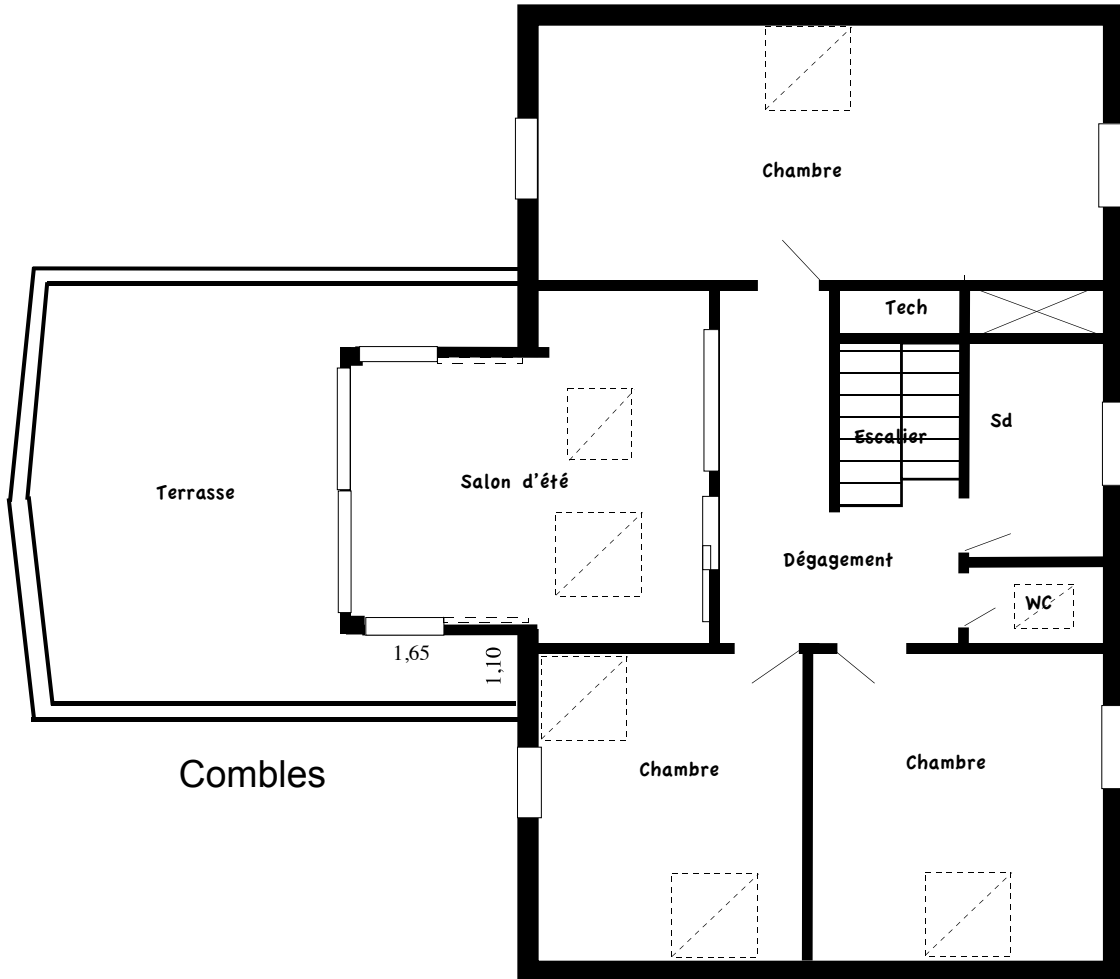 Chambre
Tech
Escalier
Sd
Salon d'été
Terrasse
Dégagement
WC
1,65
1,10
Combles
Chambre
Chambre